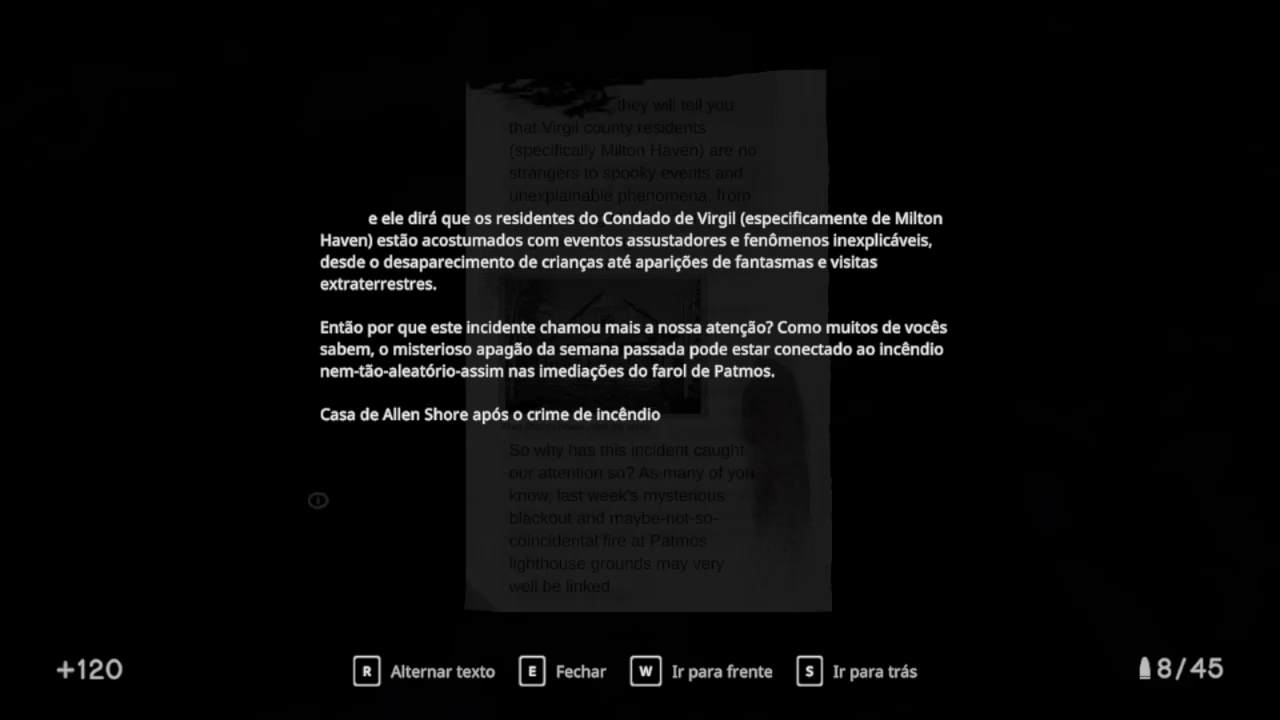 they will tell you
that Virgil county residents
(specifically Milton Haven) are no
strangers to spooky events and
unexplainable phenomena, from
e ele dirá que os residentes do Condado de Virgil (especificamente de Milton
Haven) estão acostumados com eventos assustadores e fenômenos inexplicáveis,
desde o desaparecimento de crianças até aparições de fantasmas e visitas
extraterrestres.
Então por que este incidente chamou mais a nossa atenção? Como muitos de vocês
sabem, o misterioso apagão da semana passada pode estar conectado ao incêndio
nem-tão-aleatório-assim nas imediações do farol de Patmos.
Casa de Allen Shore após o crime de incêndio
So why has this incident caught
our attention so? As many of you
know, last week's mysterious
blackout and maybe-not-so-
coincidental fire at Patmos
lighthouse grounds may very
well be linked.
+120
R Alternar texto E Fechar W Ir para frente S Ir para trás
8/45